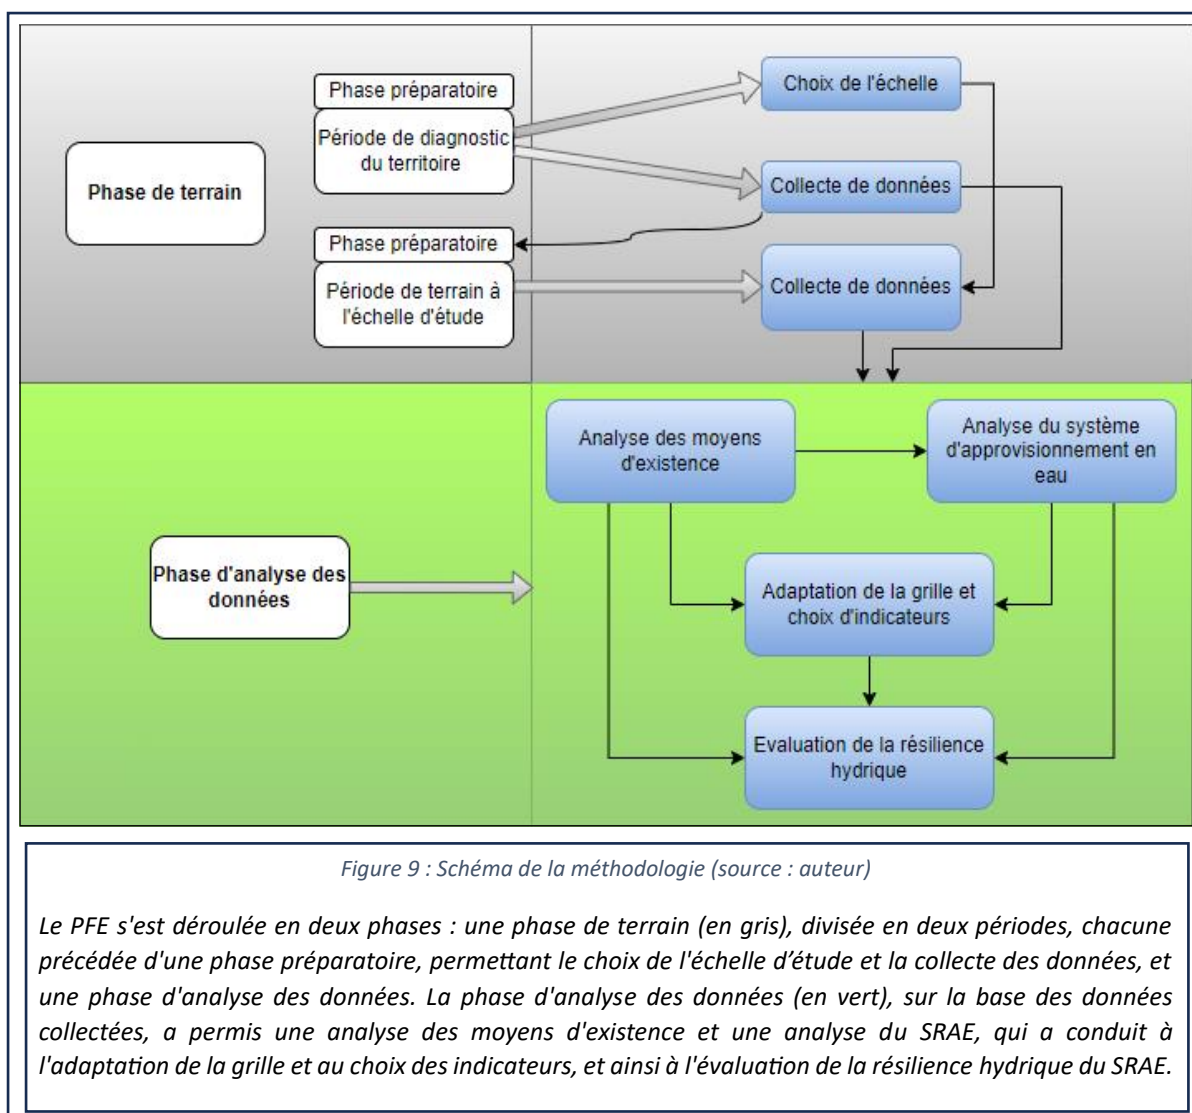 Phase de terrain
Phase préparatoire
Période de diagnostic
du territoire
Phase préparatoire
Période de terrain à
l'échelle d'étude
Choix de l'échelle
Collecte de données
Collecte de données
Phase d'analyse des
données
Analyse des moyens
d'existence
Analyse du système
d'approvisionnement en
eau
Adaptation de la grille et
choix d'indicateurs
Evaluation de la résilience
hydrique
Figure 9 : Schéma de la méthodologie (source : auteur)
Le PFE s'est déroulée en deux phases : une phase de terrain (en gris), divisée en deux périodes, chacune
précédée d'une phase préparatoire, permettant le choix de l'échelle d’étude et la collecte des données, et
une phase d'analyse des données. La phase d'analyse des données (en vert), sur la base des données
collectées, a permis une analyse des moyens d'existence et une analyse du SRAE, qui a conduit à
l'adaptation de la grille et au choix des indicateurs, et ainsi à l'évaluation de la résilience hydrique du SRAE.